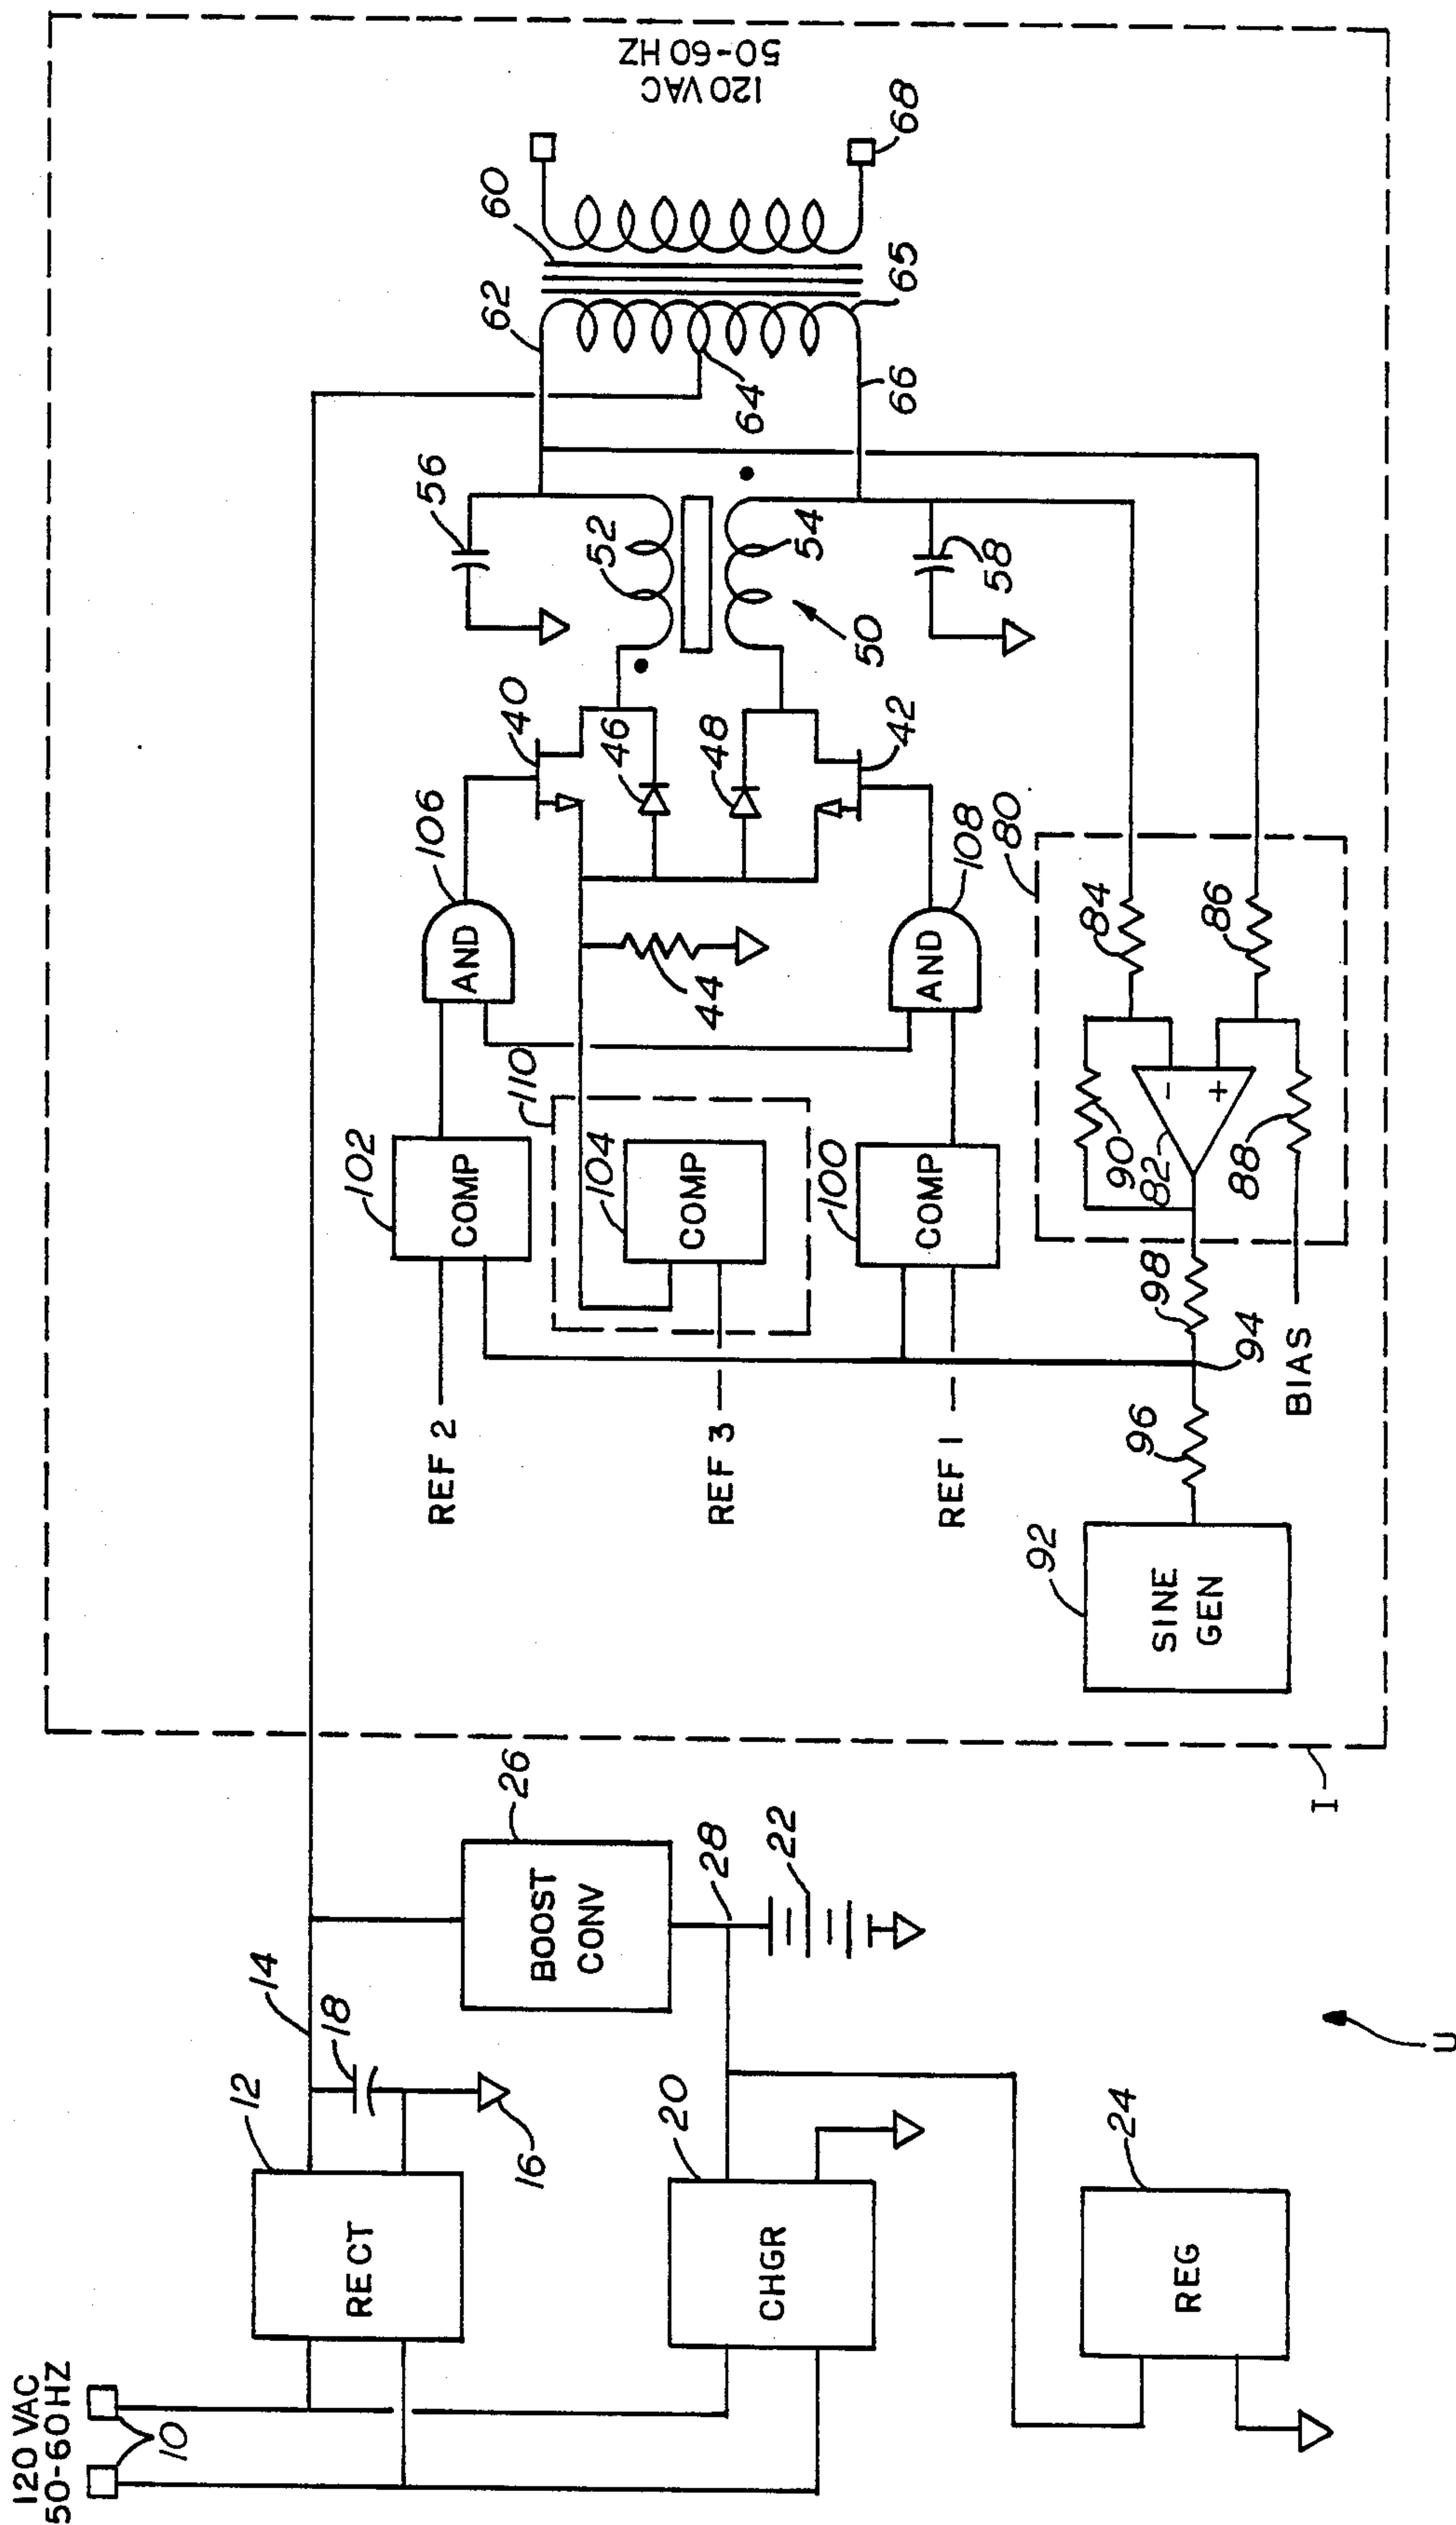 120 VAC
50-60 HZ
10
12
RECT
14
18
16
20
CHGR
24
REG
26
BOOST
CONV
28
22
U
I
REF 2
REF 3
REF 1
92
SINE
GEN
96
94
98
BIAS
102
COMP
110
104
COMP
100
COMP
106
AND
108
AND
44
40
46
48
42
80
84
86
90
82
-
+
88
56
52
54
50
58
62
64
66
60
65
68
120 VAC
50-60 HZ